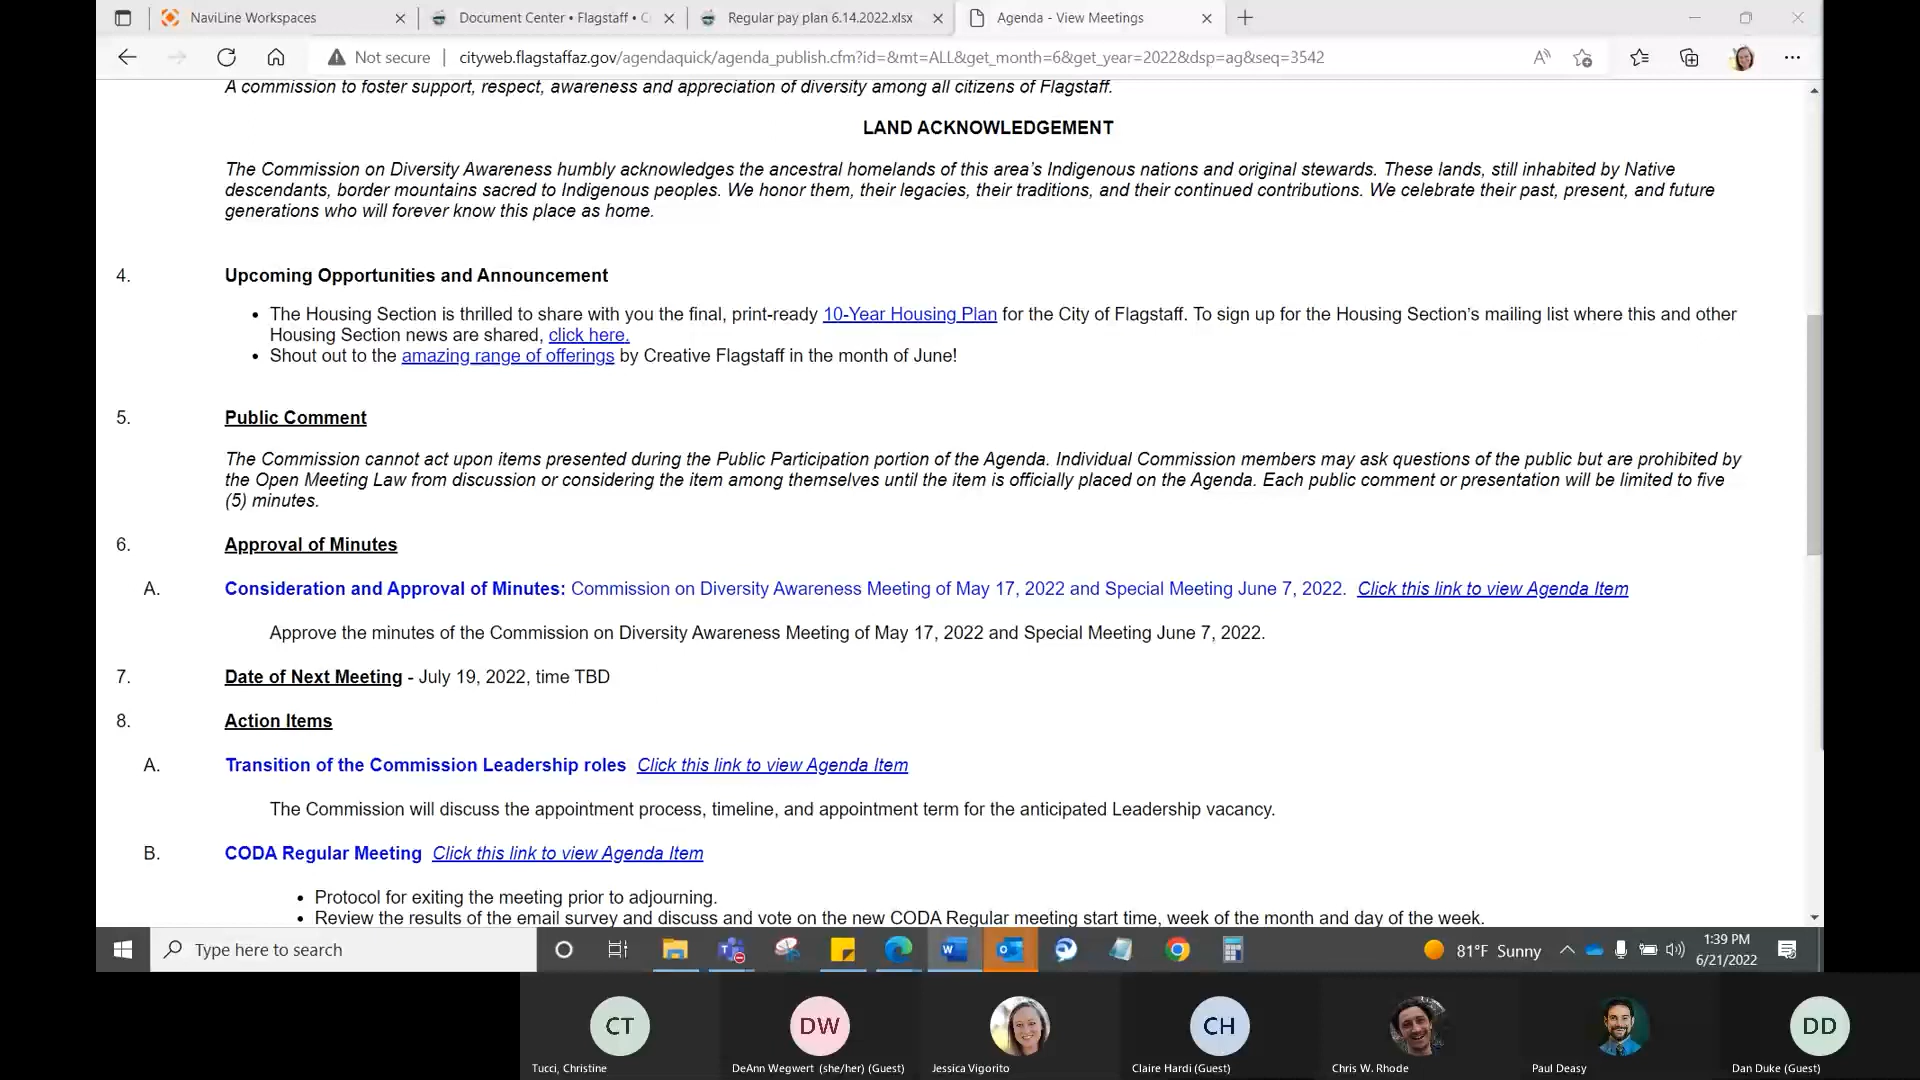 NaviLine Workspaces
Document Center • Flagstaff • C
Regular pay plan 6.14.2022.xlsx
Agenda - View Meetings
Not secure
cityweb.flagstaffaz.gov/agendaquick/agenda_publish.cfm?id=&mt=ALL&get_month=6&get_year=2022&dsp=ag&seq=3542
A commission to foster support, respect, awareness and appreciation of diversity among all citizens of Flagstaff.
LAND ACKNOWLEDGEMENT
The Commission on Diversity Awareness humbly acknowledges the ancestral homelands of this area's Indigenous nations and original stewards. These lands, still inhabited by Native
descendants, border mountains sacred to Indigenous peoples. We honor them, their legacies, their traditions, and their continued contributions. We celebrate their past, present, and future
generations who will forever know this place as home.
4. Upcoming Opportunities and Announcement
• The Housing Section is thrilled to share with you the final, print-ready 10-Year Housing Plan for the City of Flagstaff. To sign up for the Housing Section's mailing list where this and other
Housing Section news are shared, click here.
• Shout out to the amazing range of offerings by Creative Flagstaff in the month of June!
5. Public Comment
The Commission cannot act upon items presented during the Public Participation portion of the Agenda. Individual Commission members may ask questions of the public but are prohibited by
the Open Meeting Law from discussion or considering the item among themselves until the item is officially placed on the Agenda. Each public comment or presentation will be limited to five
(5) minutes.
6. Approval of Minutes
A. Consideration and Approval of Minutes: Commission on Diversity Awareness Meeting of May 17, 2022 and Special Meeting June 7, 2022. Click this link to view Agenda Item
Approve the minutes of the Commission on Diversity Awareness Meeting of May 17, 2022 and Special Meeting June 7, 2022.
7. Date of Next Meeting - July 19, 2022, time TBD
8. Action Items
A. Transition of the Commission Leadership roles Click this link to view Agenda Item
The Commission will discuss the appointment process, timeline, and appointment term for the anticipated Leadership vacancy.
B. CODA Regular Meeting Click this link to view Agenda Item
• Protocol for exiting the meeting prior to adjourning.
• Review the results of the email survey and discuss and vote on the new CODA Regular meeting start time, week of the month and day of the week.
Type here to search
81°F Sunny
1:39 PM
6/21/2022
CT
DW
CH
DD
Tucci, Christine
DeAnn Wegwert (she/her) (Guest)
Jessica Vigorito
Claire Hardi (Guest)
Chris W. Rhode
Paul Deasy
Dan Duke (Guest)